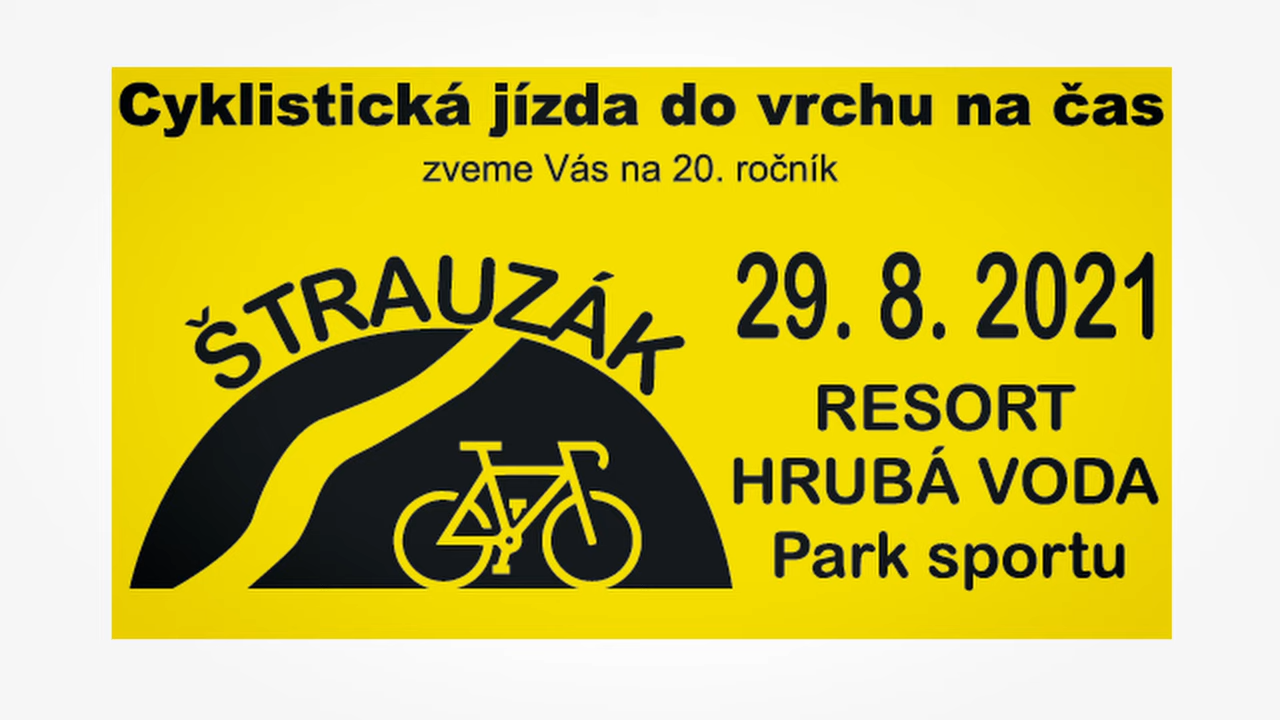 Cyklistická jízda do vrchu na čas
zveme Vás na 20. ročník
ŠTRAUZÁK
29. 8. 2021
RESORT
HRUBÁ VODA
Park sportu